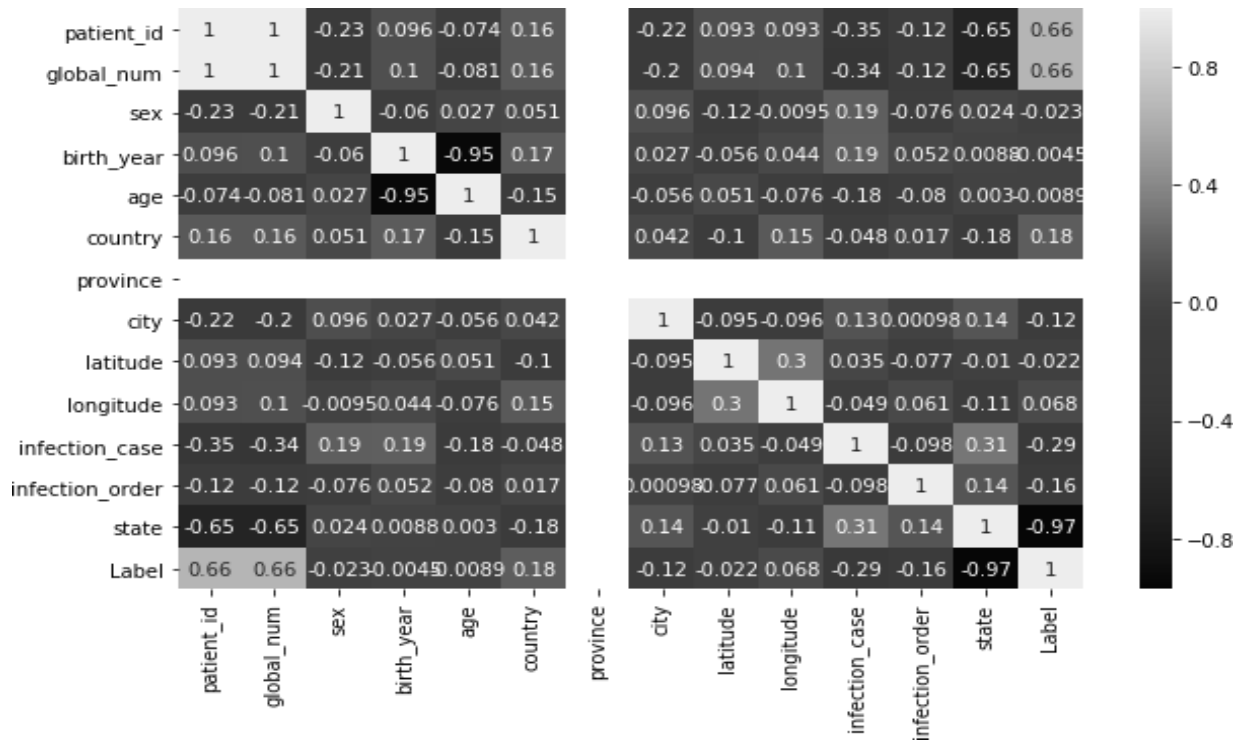 patient_id 1 1 -0.23 0.096 -0.074 0.16 -0.22 0.093 0.093 -0.35 -0.12 -0.65 0.66
global_num 1 1 -0.21 0.1 -0.081 0.16 -0.2 0.094 0.1 -0.34 -0.12 -0.65 0.66
sex -0.23 -0.21 1 -0.06 0.027 0.051 0.096 -0.12 -0.0095 0.19 -0.076 0.024 -0.023
birth_year 0.096 0.1 -0.06 1 -0.95 0.17 0.027 -0.056 0.044 0.19 0.052 0.0088 -0.0045
age -0.074 -0.081 0.027 -0.95 1 -0.15 -0.056 0.051 -0.076 -0.18 -0.08 0.003 -0.0089
country 0.16 0.16 0.051 0.17 -0.15 1 0.042 -0.1 0.15 -0.048 0.017 -0.18 0.18
province
city -0.22 -0.2 0.096 0.027 -0.056 0.042 1 -0.095 -0.096 0.13 0.00098 0.14 -0.12
latitude 0.093 0.094 -0.12 -0.056 0.051 -0.1 -0.095 1 0.3 0.035 -0.077 -0.01 -0.022
longitude 0.093 0.1 -0.0095 0.044 -0.076 0.15 -0.096 0.3 1 -0.049 0.061 -0.11 0.068
infection_case -0.35 -0.34 0.19 0.19 -0.18 -0.048 0.13 0.035 -0.049 1 -0.098 0.31 -0.29
infection_order -0.12 -0.12 -0.076 0.052 -0.08 0.017 0.00098 -0.077 0.061 -0.098 1 0.14 -0.16
state -0.65 -0.65 0.024 0.0088 0.003 -0.18 0.14 -0.01 -0.11 0.31 0.14 1 -0.97
Label 0.66 0.66 -0.023 -0.0045 -0.0089 0.18 -0.12 -0.022 0.068 -0.29 -0.16 -0.97 1
patient_id
global_num
sex
birth_year
age
country
province
city
latitude
longitude
infection_case
infection_order
state
Label
0.8
0.4
0.0
−0.4
−0.8